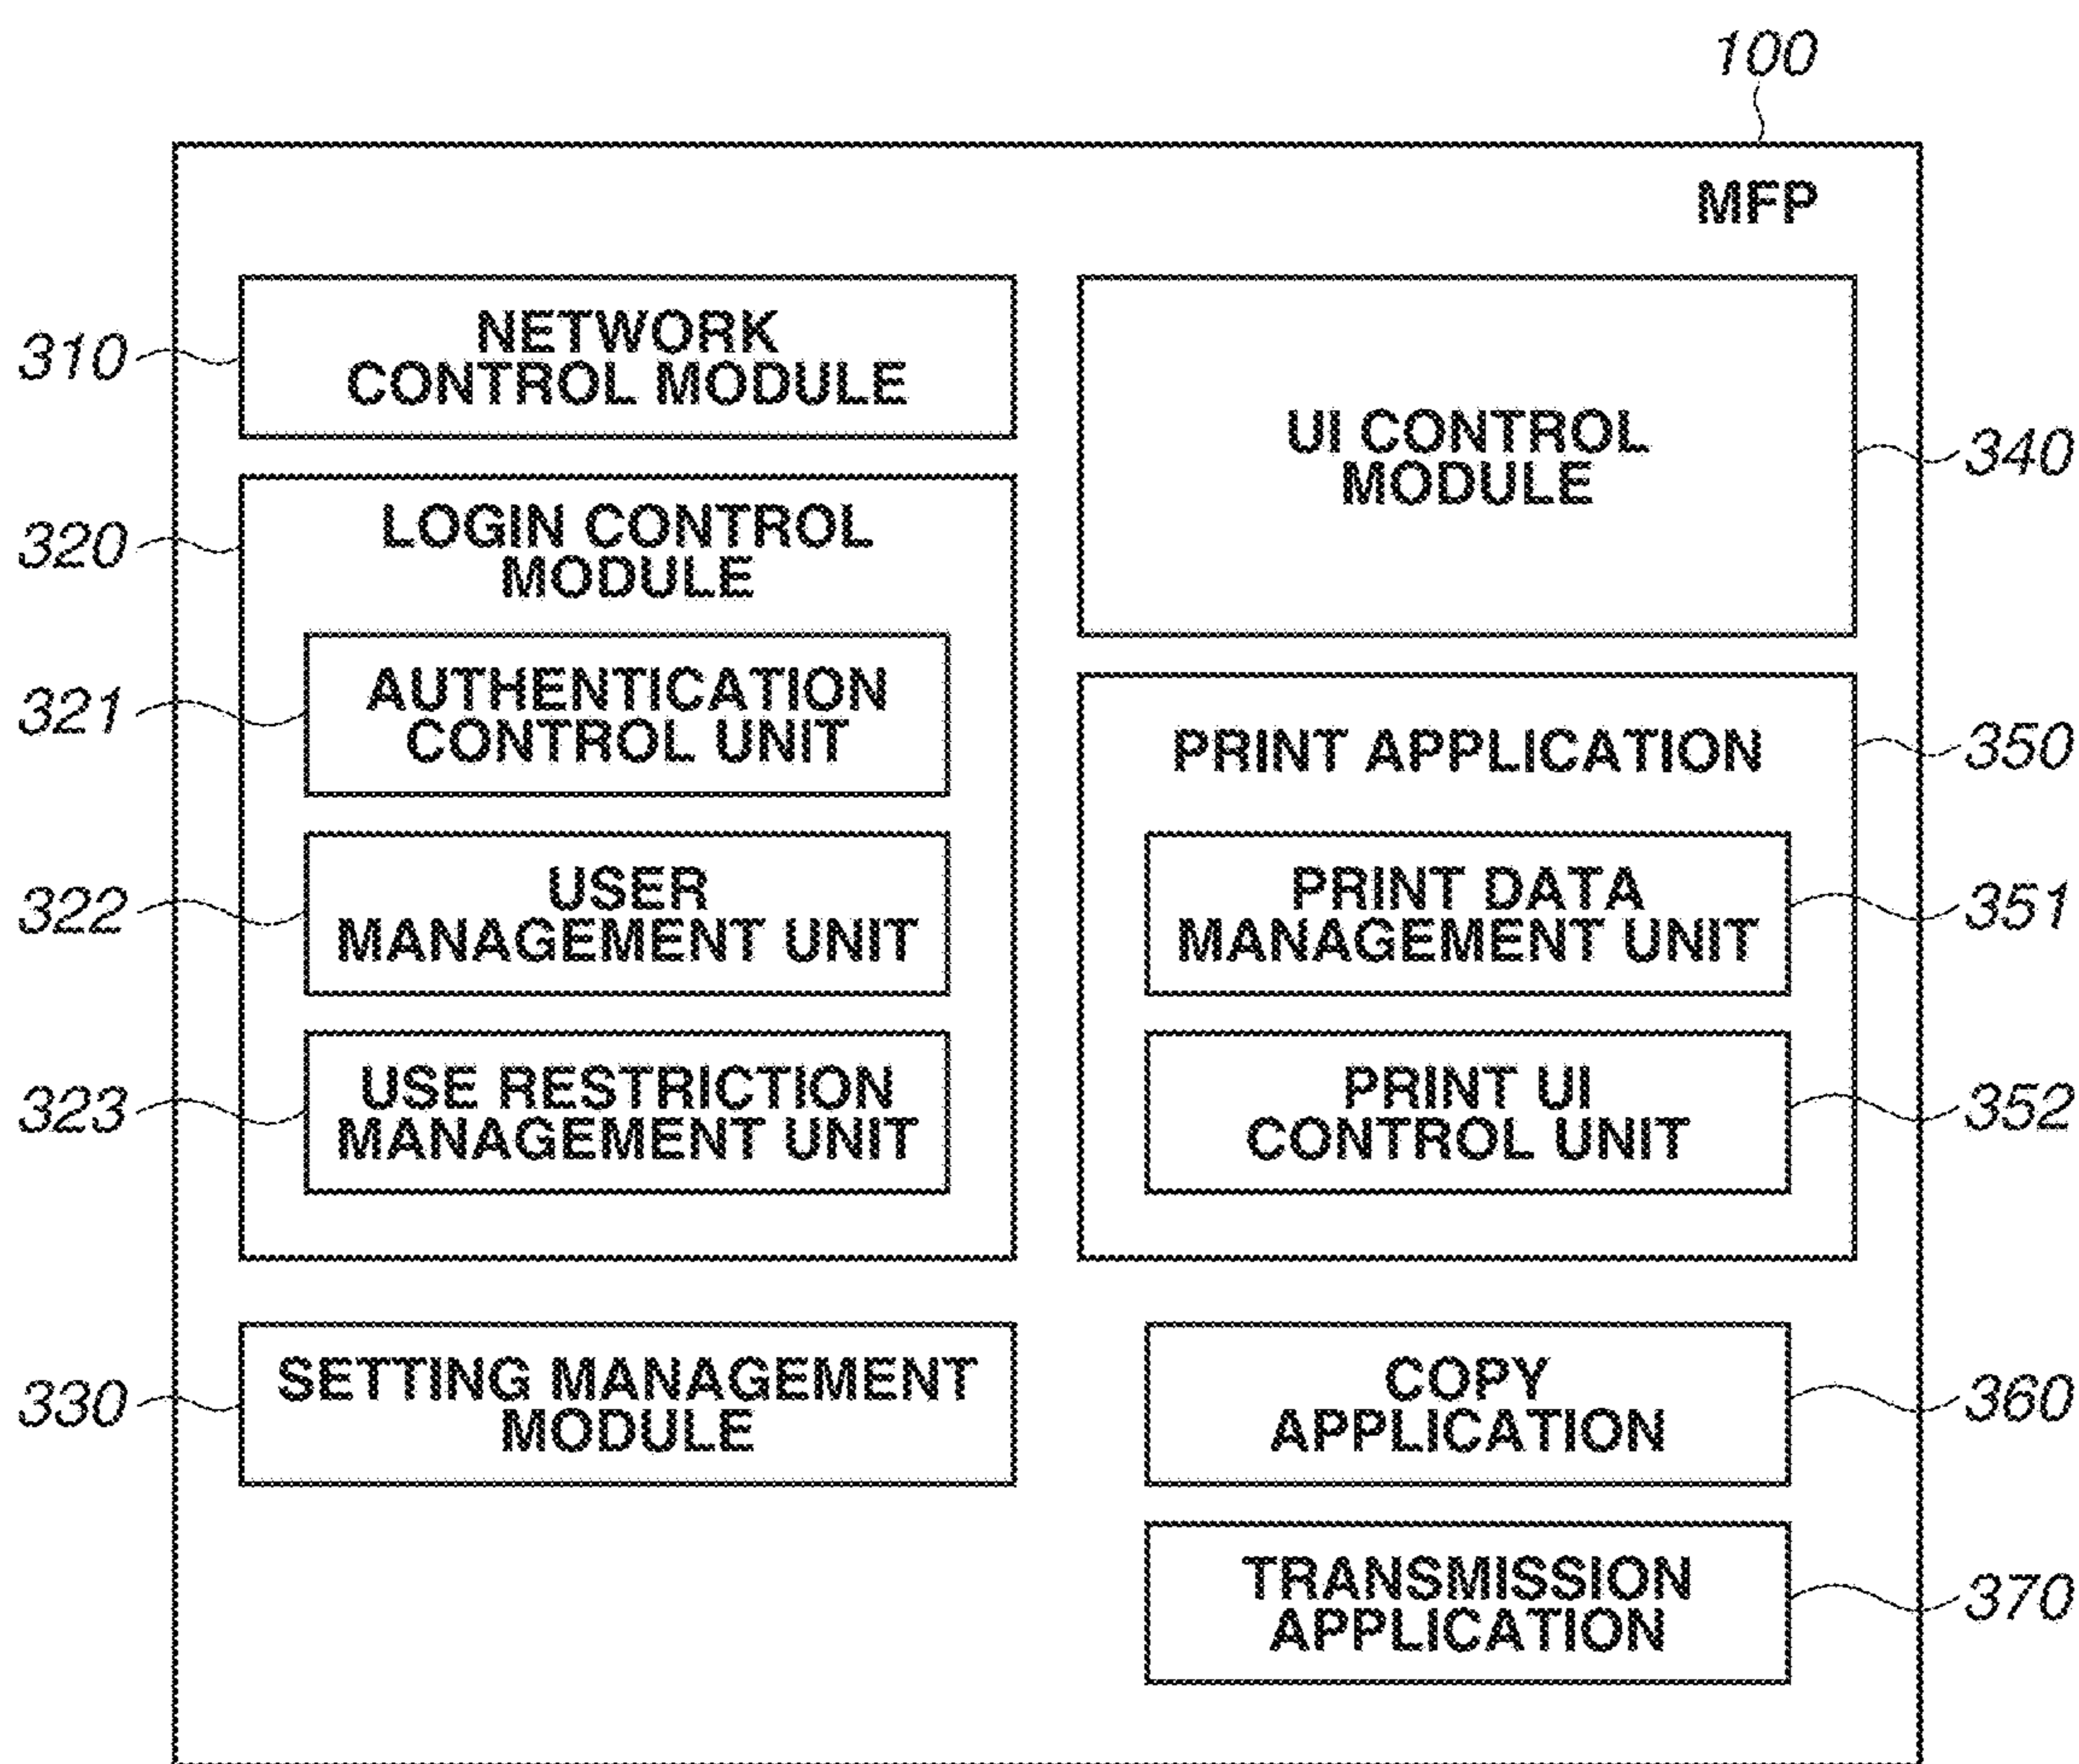 100
MFP
310
NETWORK
CONTROL MODULE
320
LOGIN CONTROL
MODULE
321
AUTHENTICATION
CONTROL UNIT
322
USER
MANAGEMENT UNIT
323
USE RESTRICTION
MANAGEMENT UNIT
330
SETTING MANAGEMENT
MODULE
UI CONTROL
MODULE
340
PRINT APPLICATION
350
PRINT DATA
MANAGEMENT UNIT
351
PRINT UI
CONTROL UNIT
352
COPY
APPLICATION
360
TRANSMISSION
APPLICATION
370